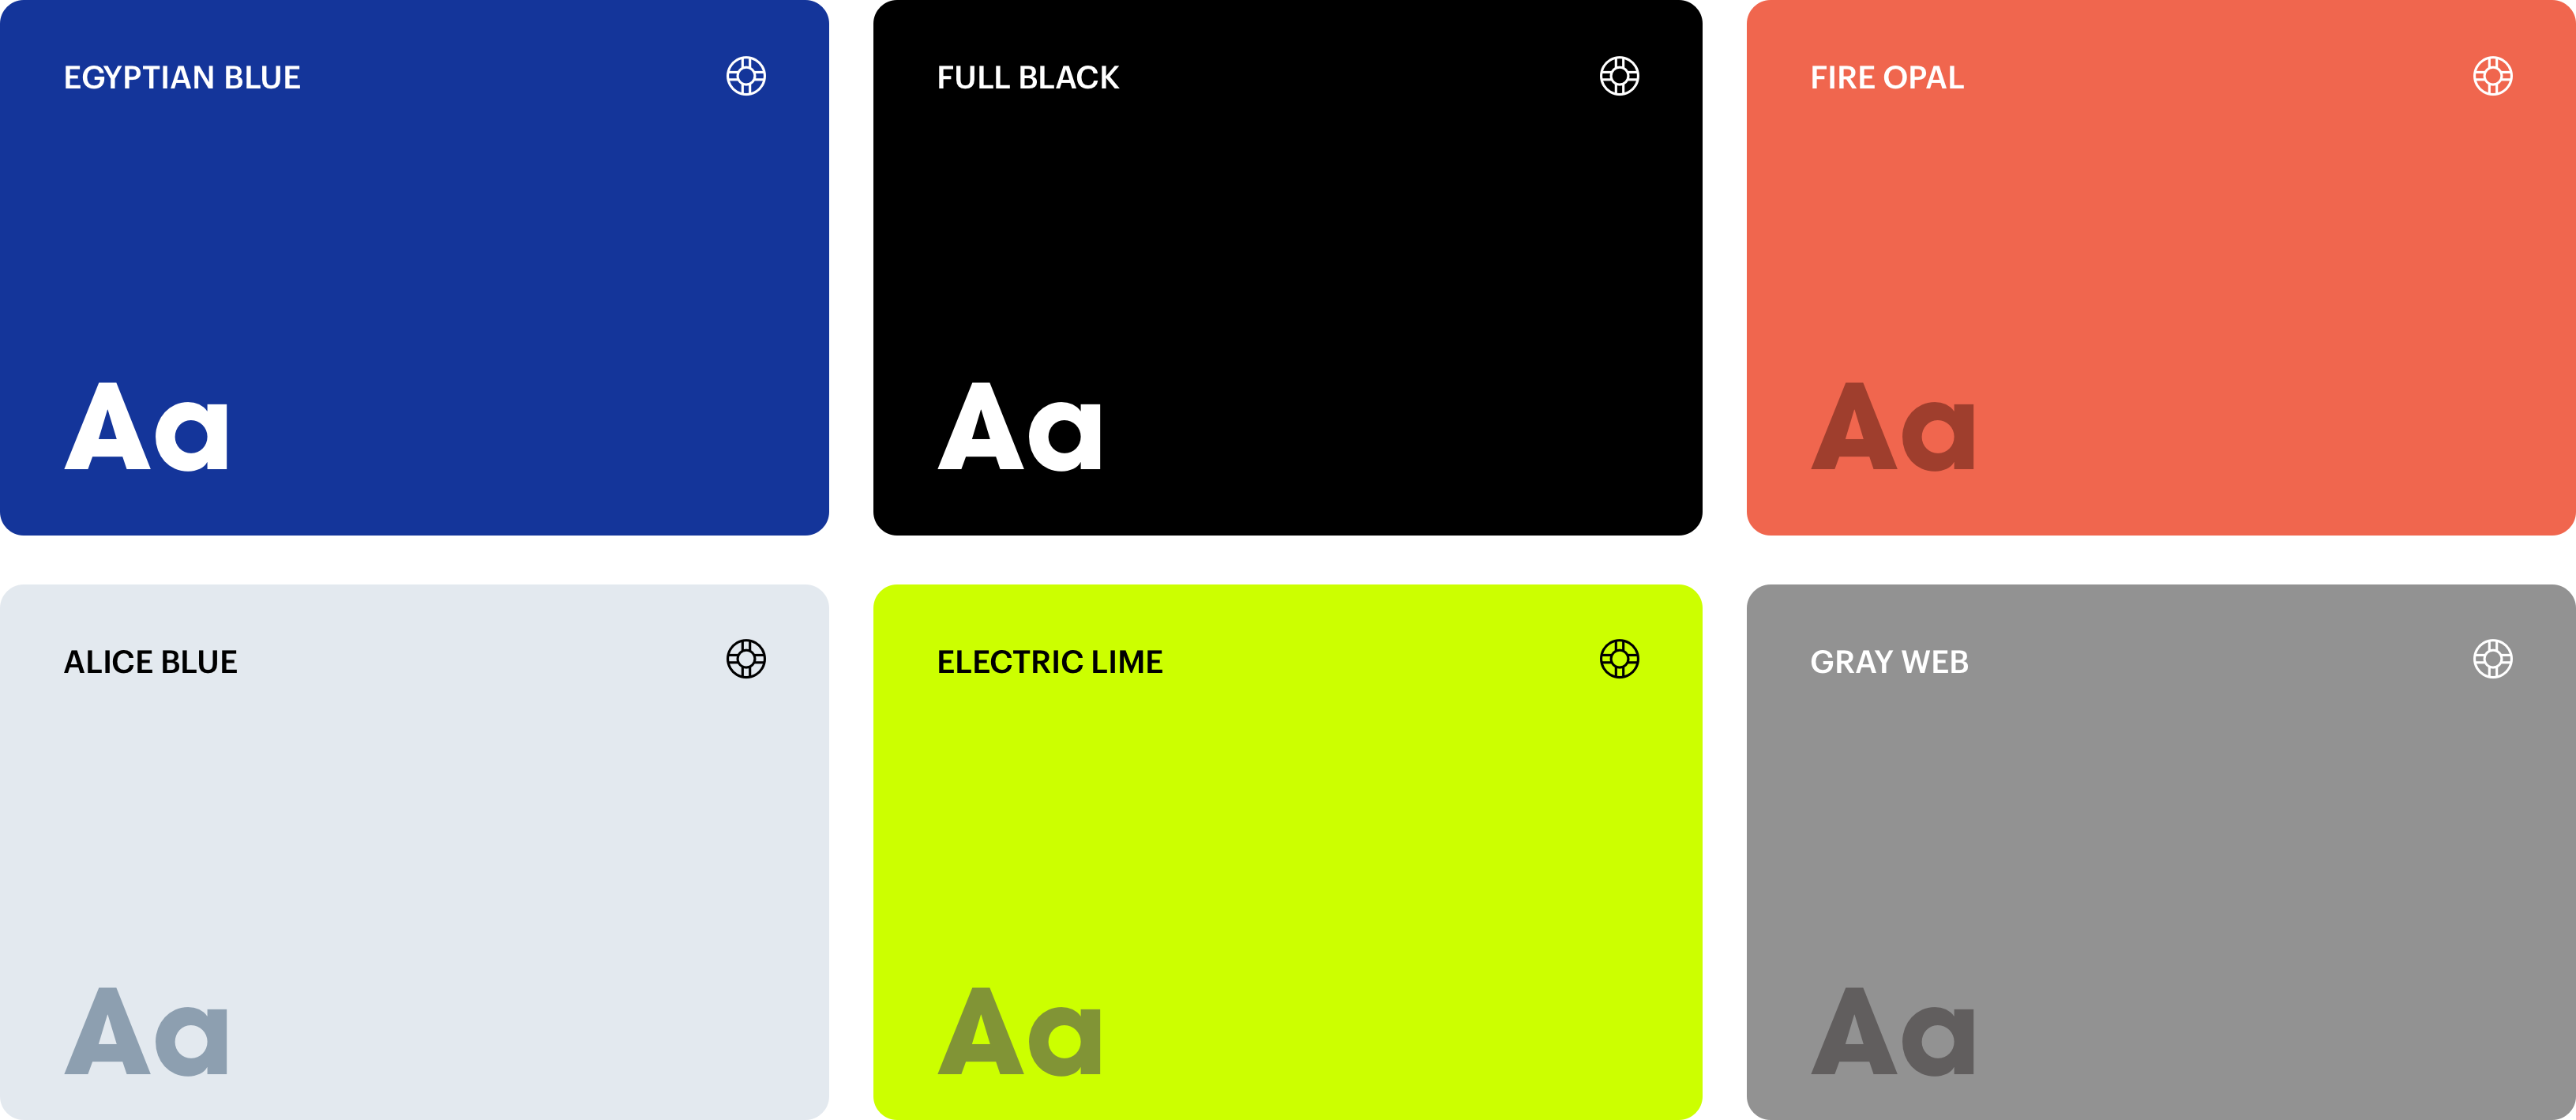 EGYPTIAN BLUE
Aa
FULL BLACK
Aa
FIRE OPAL
Aa
ALICE BLUE
Aa
ELECTRIC LIME
Aa
GRAY WEB
Aa